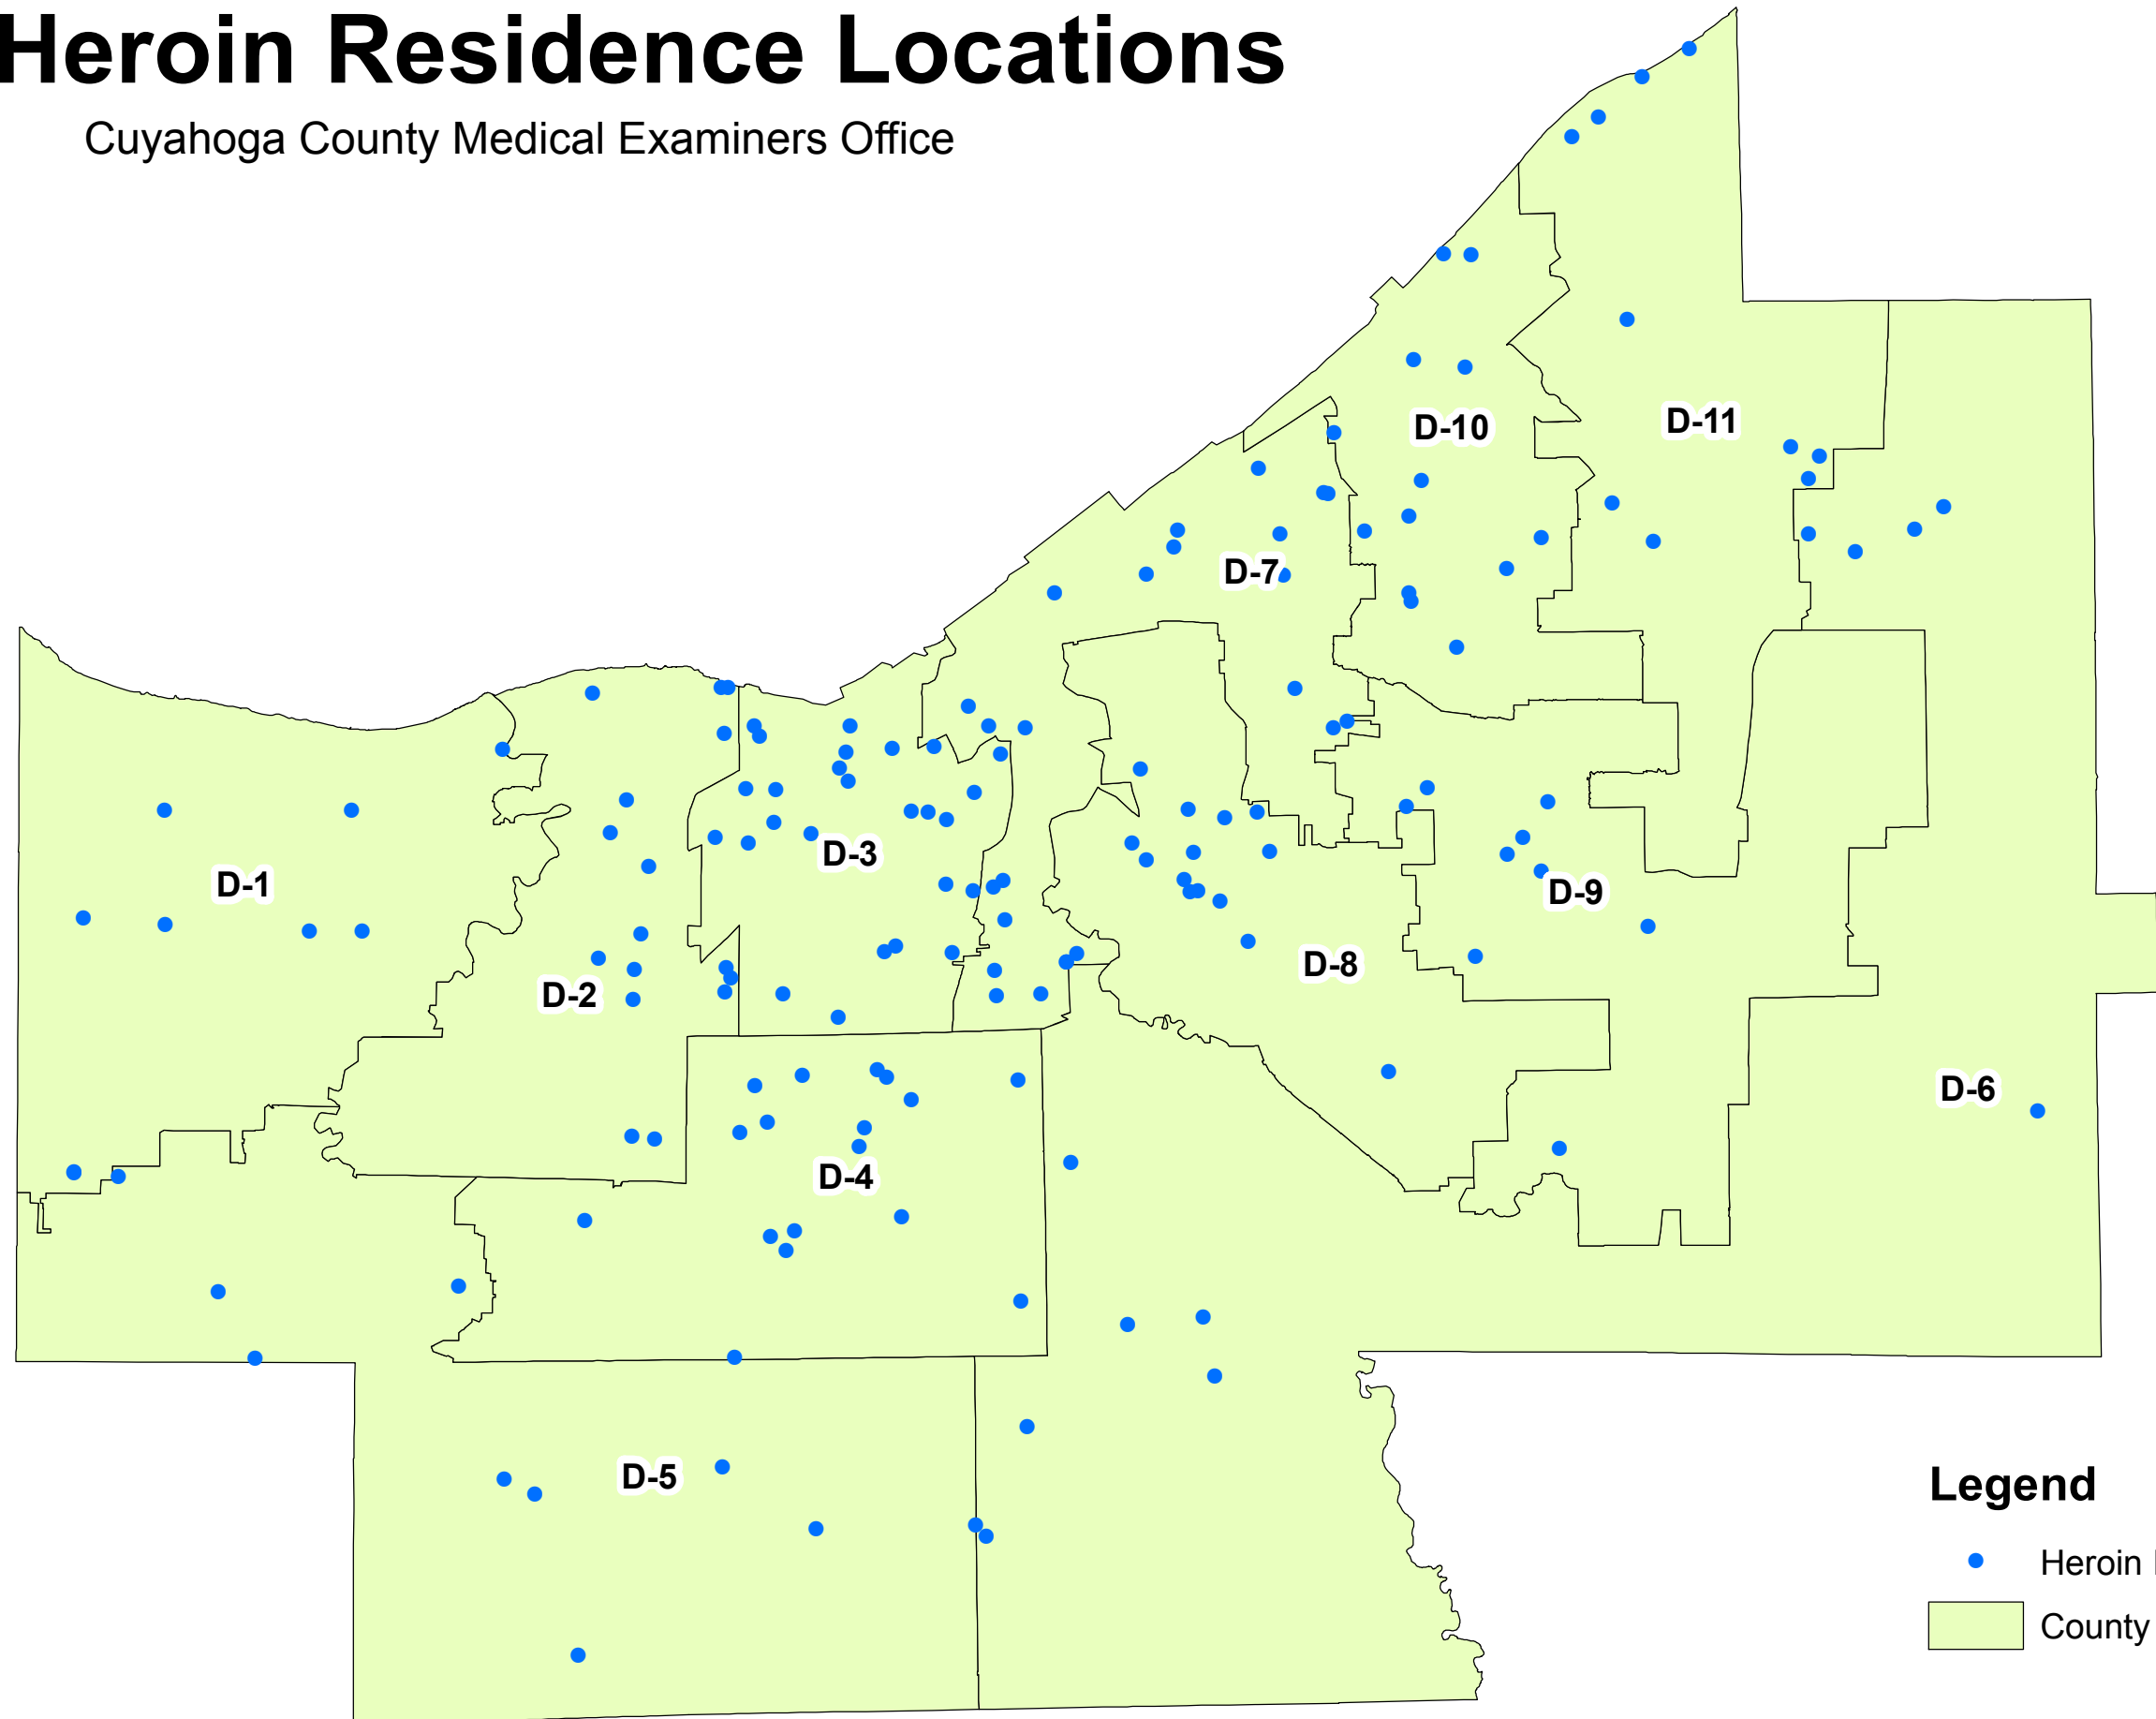 Heroin Residence Locations
Cuyahoga County Medical Examiners Office
D-10
D-11
D-7
D-3
D-1
D-9
D-8
D-2
D-6
D-4
D-5
Legend
Heroin
County